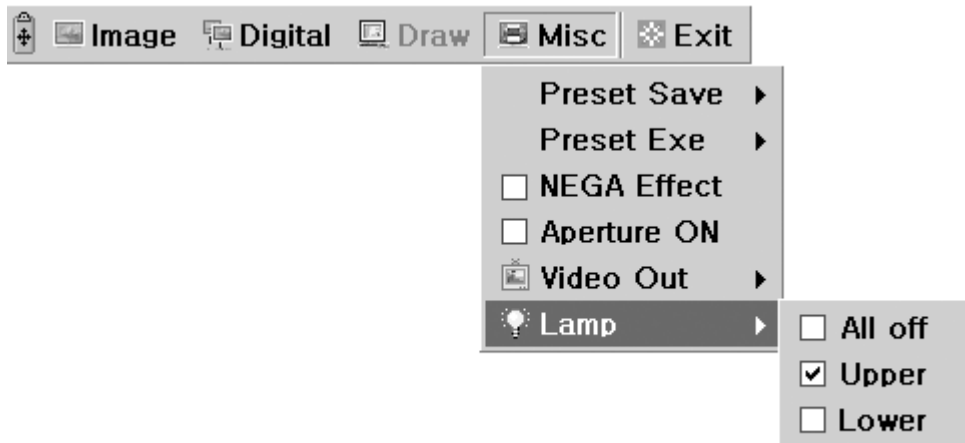 Image Digital Draw Misc Exit
Preset Save
Preset Exe
NEGA Effect
Aperture ON
Video Out
Lamp
All off
Upper
Lower